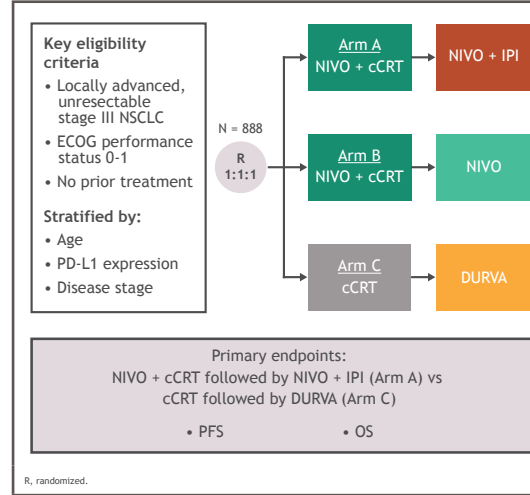 Key eligibility
criteria
• Locally advanced,
unresectable
stage III NSCLC
• ECOG performance
status 0-1
• No prior treatment
Stratified by:
• Age
• PD-L1 expression
• Disease stage
N = 888
R
1:1:1
Arm A
NIVO + cCRT
NIVO + IPI
Arm B
NIVO + cCRT
NIVO
Arm C
cCRT
DURVA
Primary endpoints:
NIVO + cCRT followed by NIVO + IPI (Arm A) vs
cCRT followed by DURVA (Arm C)
• PFS • OS
R, randomized.